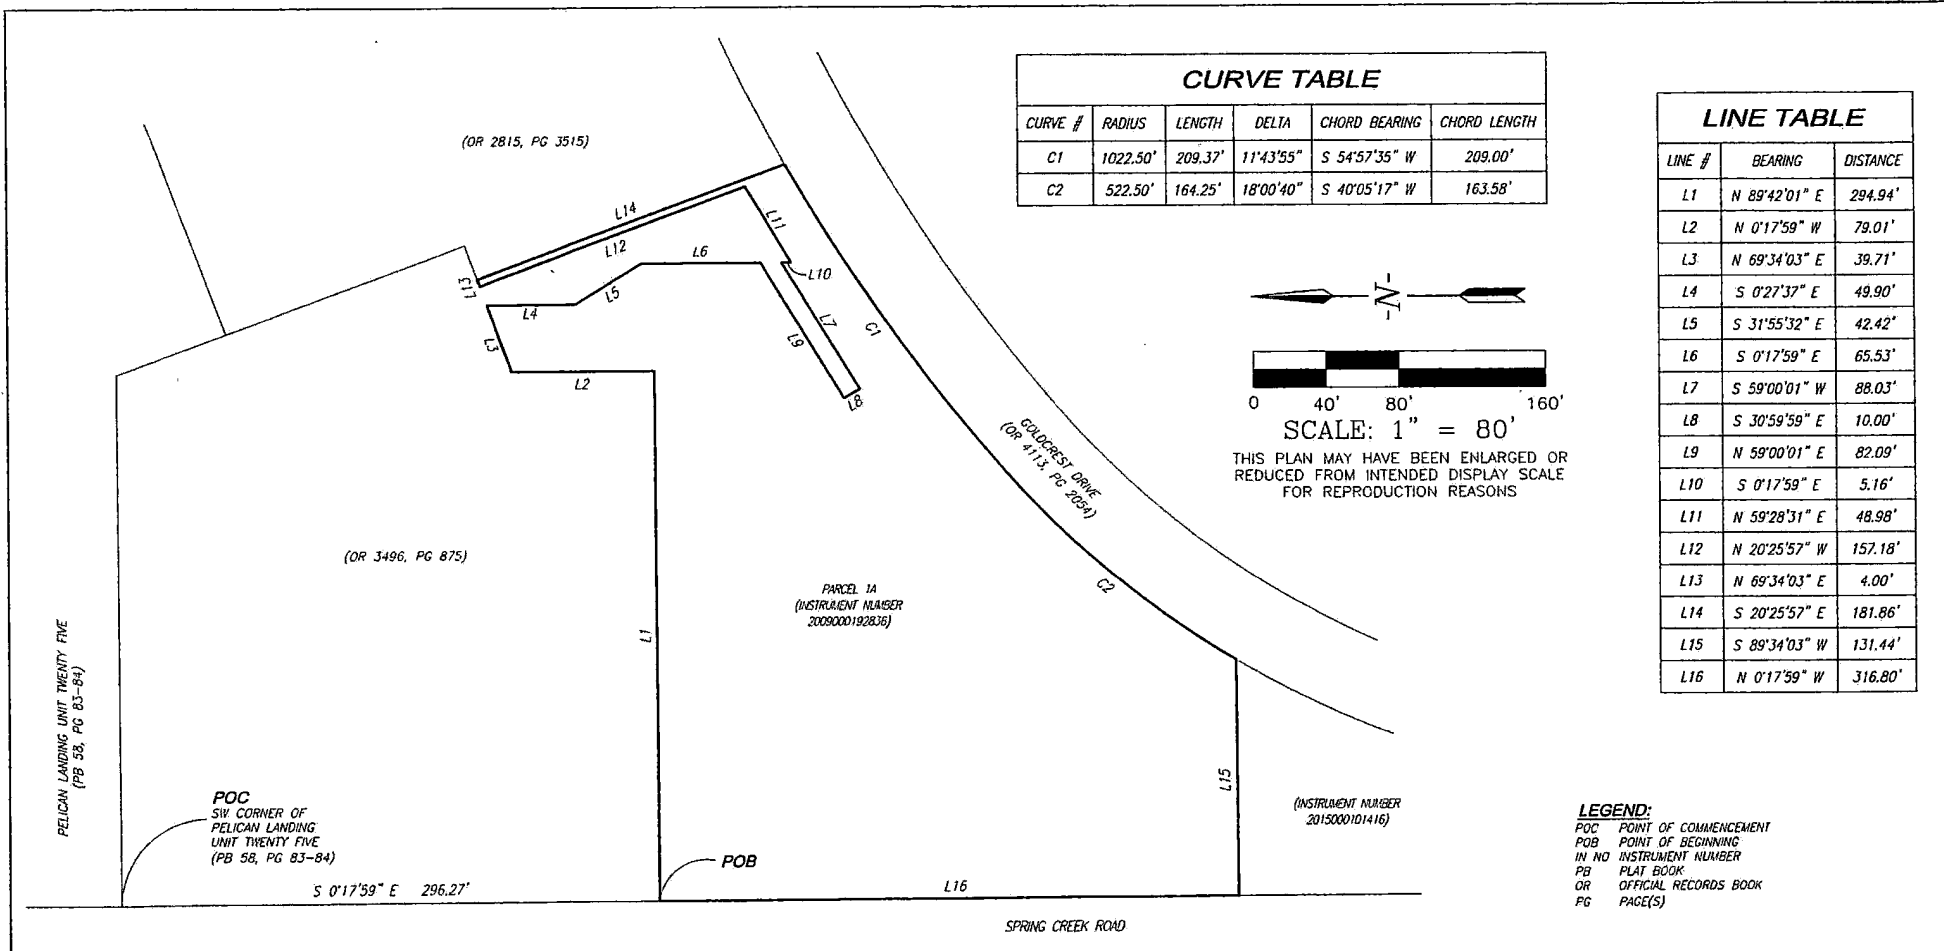 (OR 2815, PG 3515)
CURVE TABLE
CURVE # RADIUS LENGTH DELTA CHORD BEARING CHORD LENGTH
C1 1022.50' 209.37' 11°43'55" S 54°57'35" W 209.00'
C2 522.50' 164.25' 18°00'40" S 40°05'17" W 163.58'
LINE TABLE
LINE # BEARING DISTANCE
L1 N 89°42'01" E 294.94'
L2 N 0°17'59" W 79.01'
L3 N 69°34'03" E 39.71'
L4 S 0°27'37" E 49.90'
L5 S 31°55'32" E 42.42'
L6 S 0°17'59" E 65.53'
L7 S 59°00'01" W 88.03'
L8 S 30°59'59" E 10.00'
L9 N 59°00'01" E 82.09'
L10 S 0°17'59" E 5.16'
L11 N 59°28'31" E 48.98'
L12 N 20°25'57" W 157.18'
L13 N 69°34'03" E 4.00'
L14 S 20°25'57" E 181.86'
L15 S 89°34'03" W 131.44'
L16 N 0°17'59" W 316.80'
L14
L12
L11
L6
L10
L13
L5
L4
L7
C1
L3
L9
L2
L8
-N-
0 40' 80' 160'
SCALE: 1" = 80'
THIS PLAN MAY HAVE BEEN ENLARGED OR
REDUCED FROM INTENDED DISPLAY SCALE
FOR REPRODUCTION REASONS
GOLDCREST DRIVE
(OR 4113, PG 2054)
C2
(OR 3496, PG 875)
PARCEL 1A
(INSTRUMENT NUMBER
2009000192836)
L1
PELICAN LANDING UNIT TWENTY FIVE
(PB 58, PG 83-84)
L15
POC
SW CORNER OF
PELICAN LANDING
UNIT TWENTY FIVE
(PB 58, PG 83-84)
(INSTRUMENT NUMBER
2015000101416)
POB
S 0°17'59" E 296.27'
L16
SPRING CREEK ROAD
LEGEND:
POC POINT OF COMMENCEMENT
POB POINT OF BEGINNING
IN NO INSTRUMENT NUMBER
PB PLAT BOOK
OR OFFICIAL RECORDS BOOK
PG PAGE(S)